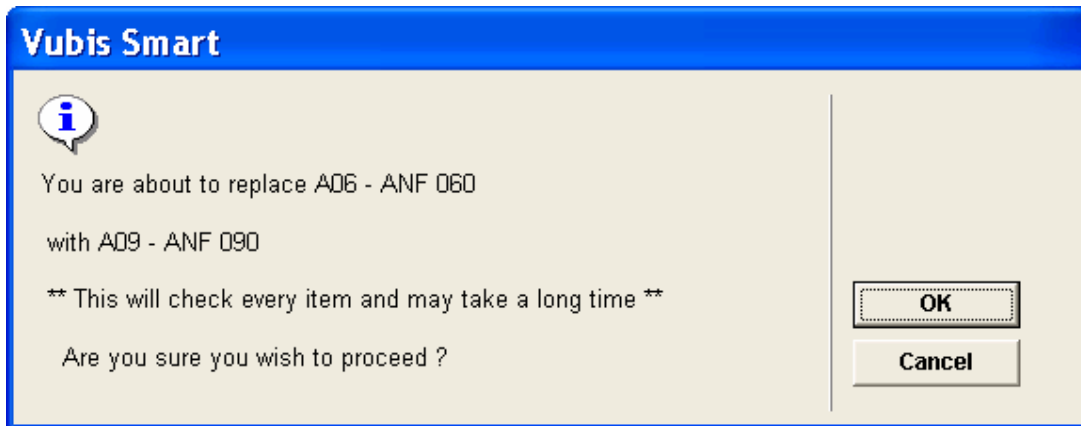 Vubis Smart
You are about to replace A06 - ANF 060
with A09 - ANF 090
** This will check every item and may take a long time **
Are you sure you wish to proceed ?
OK
Cancel